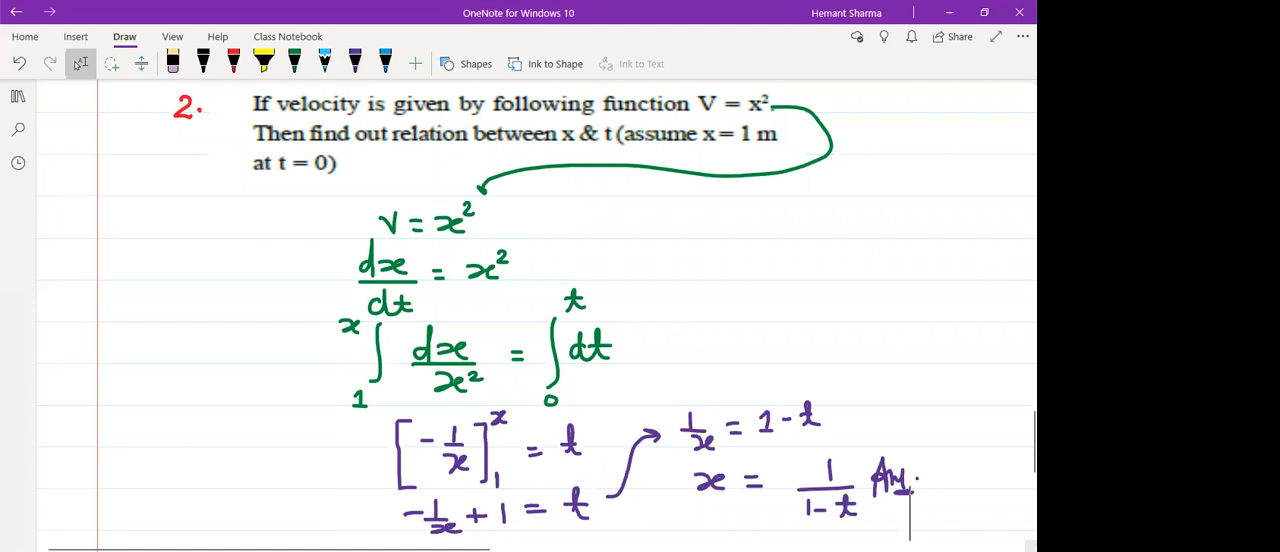 OneNote for Windows 10
Hemant Sharma
Home Insert Draw View Help Class Notebook
Share
Shapes Ink to Shape Ink to Text
2. If velocity is given by following function V = x².
Then find out relation between x & t (assume x = 1 m
at t = 0)
v = x²
dx/dt = x²
∫₁ˣ dx/x² = ∫₀ᵗ dt
[-1/x]₁ˣ = t
-1/x + 1 = t
1/x = 1 - t
x = 1/(1 - t) Ans.